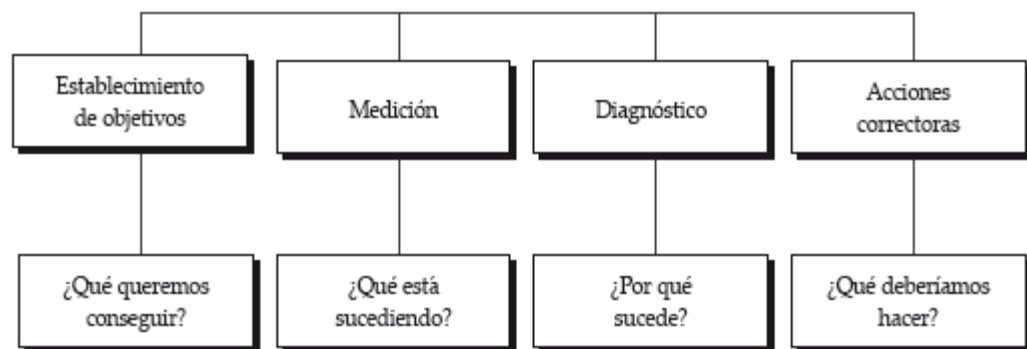 Establecimiento
de objetivos
Medición
Diagnóstico
Acciones
correctoras
¿Qué queremos
conseguir?
¿Qué está
sucediendo?
¿Por qué
sucede?
¿Qué deberíamos
hacer?